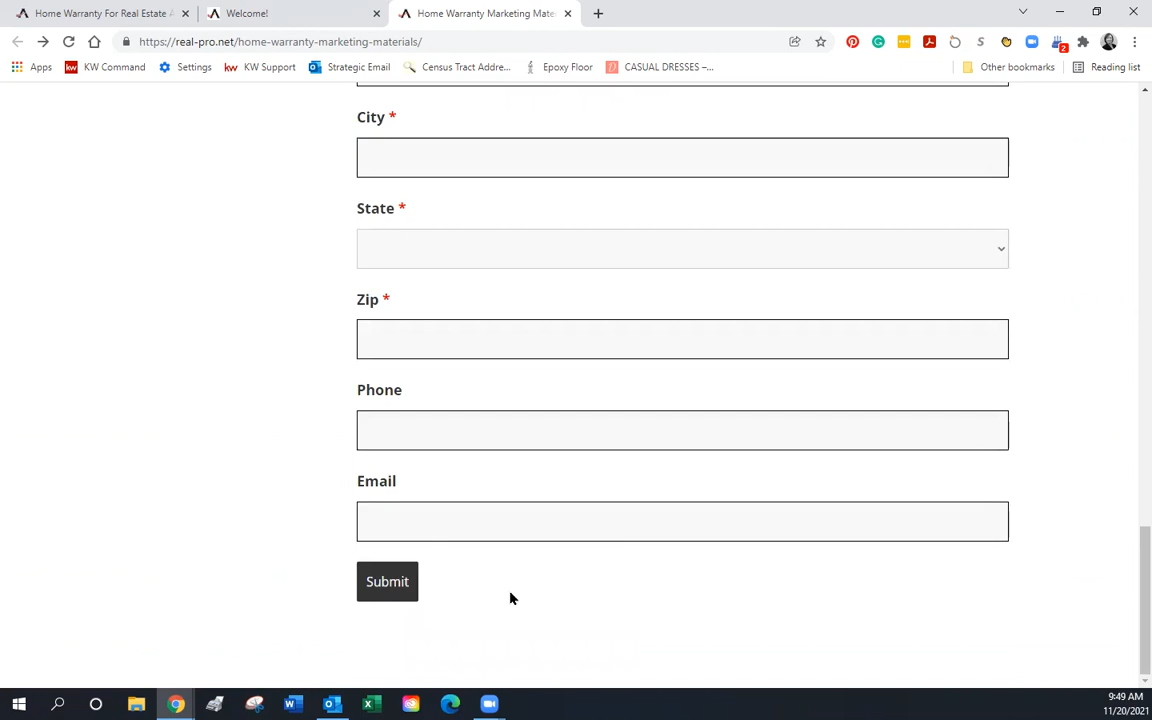 Home Warranty For Real Estate A
Welcome!
Home Warranty Marketing Mate
https://real-pro.net/home-warranty-marketing-materials/
Apps
KW Command
Settings
KW Support
Strategic Email
Census Tract Addre...
Epoxy Floor
CASUAL DRESSES –...
Other bookmarks
Reading list
City *
State *
Zip *
Phone
Email
Submit
9:49 AM
11/20/2021